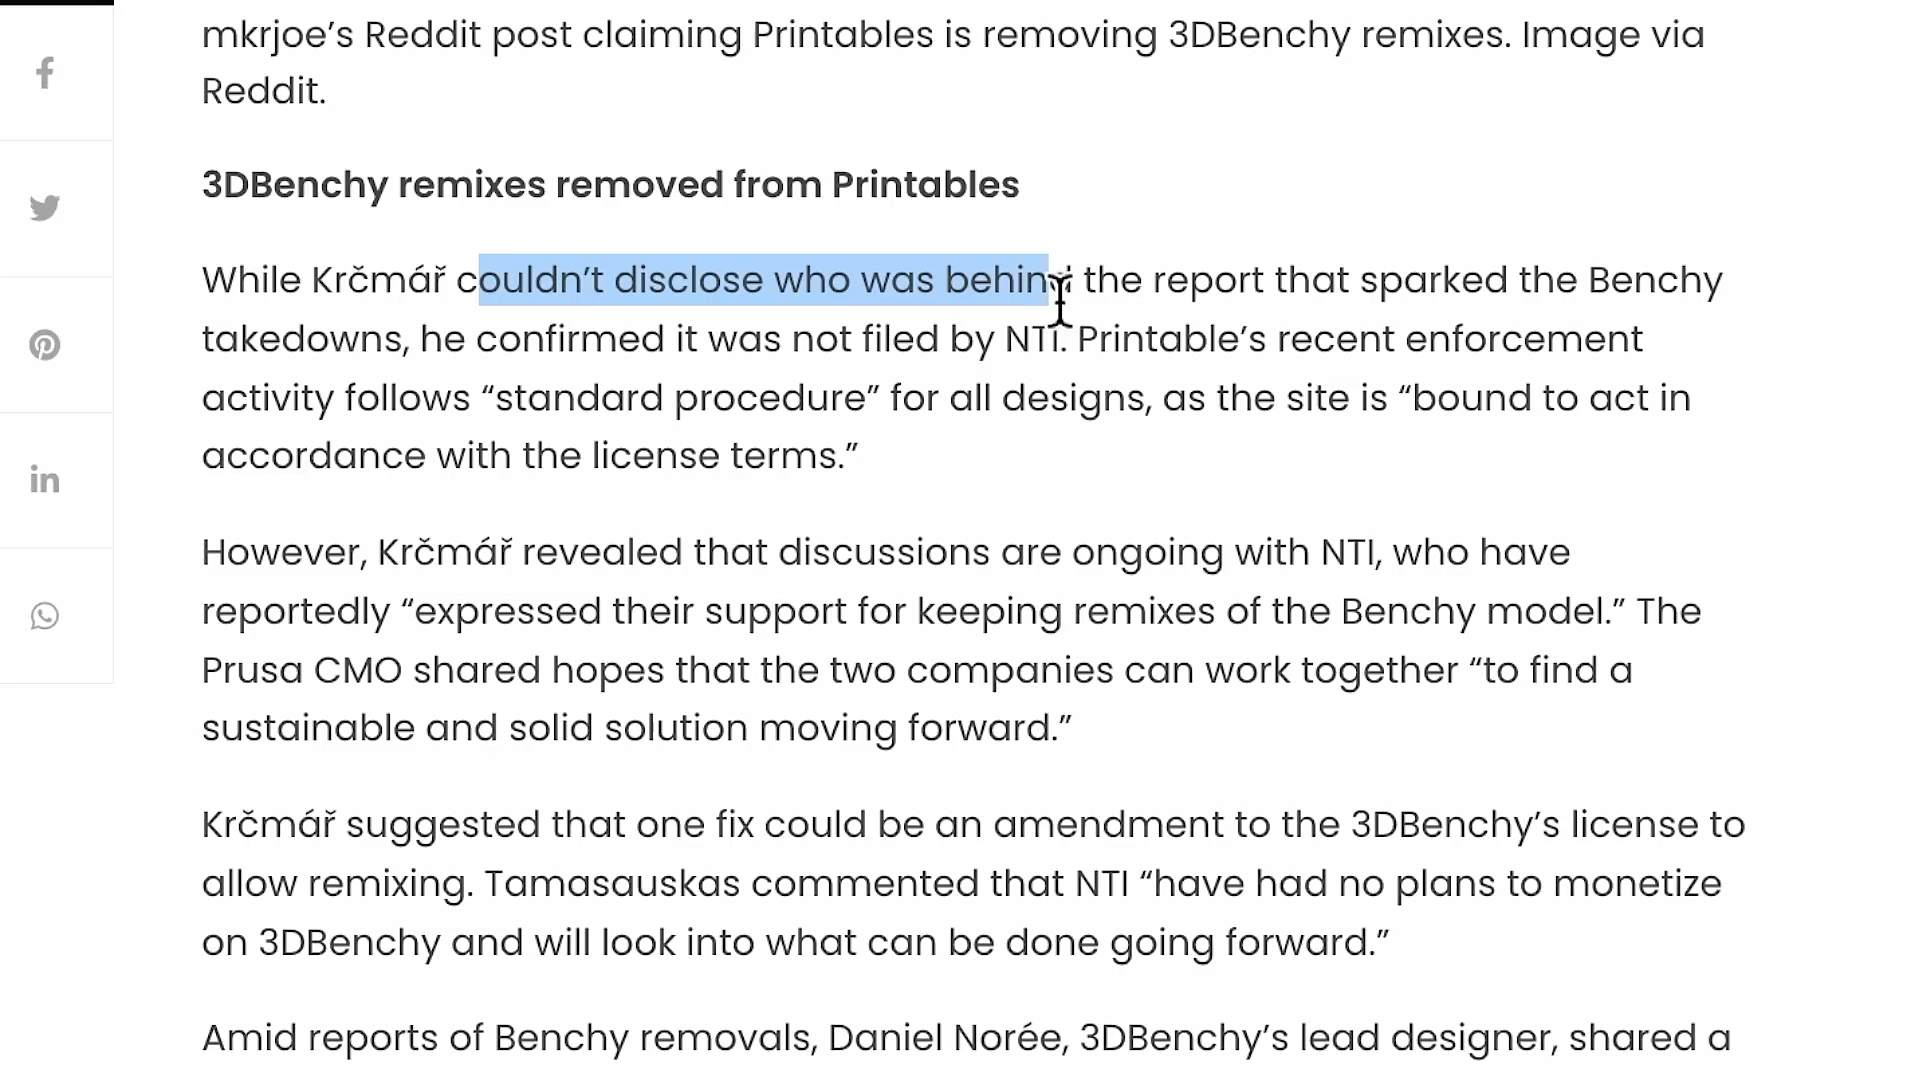 mkrjoe’s Reddit post claiming Printables is removing 3DBenchy remixes. Image via
Reddit.
3DBenchy remixes removed from Printables
While Krčmář couldn’t disclose who was behind the report that sparked the Benchy
takedowns, he confirmed it was not filed by NTI. Printable’s recent enforcement
activity follows “standard procedure” for all designs, as the site is “bound to act in
accordance with the license terms.”
However, Krčmář revealed that discussions are ongoing with NTI, who have
reportedly “expressed their support for keeping remixes of the Benchy model.” The
Prusa CMO shared hopes that the two companies can work together “to find a
sustainable and solid solution moving forward.”
Krčmář suggested that one fix could be an amendment to the 3DBenchy’s license to
allow remixing. Tamasauskas commented that NTI “have had no plans to monetize
on 3DBenchy and will look into what can be done going forward.”
Amid reports of Benchy removals, Daniel Norée, 3DBenchy’s lead designer, shared a